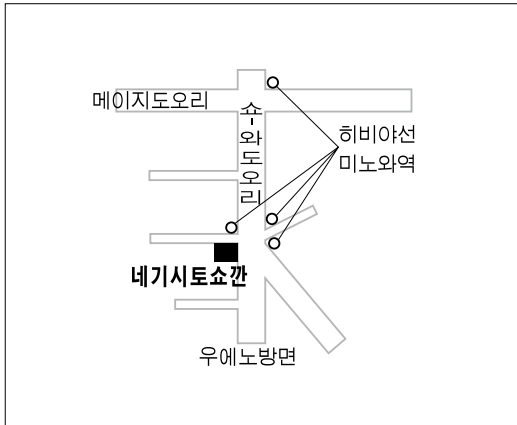 메이지도오리
쇼와도오리
히비야선
미노와역
네기시토쇼깐
우에노방면